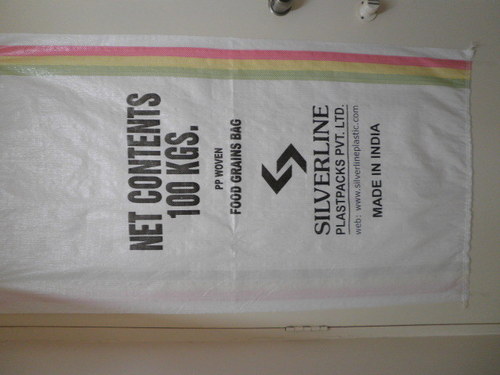 NET CONTENTS
100 KGS.
PP WOVEN
FOOD GRAINS BAG
SILVERLINE
PLASTPACKS PVT. LTD.
web: www.silverlineplastic.com
MADE IN INDIA